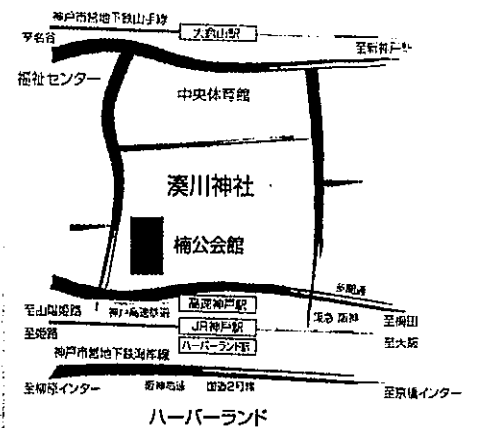 神戸市営地下鉄山手線
大倉山駅
至名谷
至新神戸駅
福祉センター
中央体育館
湊川神社
楠公会館
多聞通
高速神戸駅
至山陽姫路
神戸高速鉄道
阪急 阪神
至梅田
JR神戸駅
至姫路
至大阪
ハーバーランド駅
神戸市営地下鉄海岸線
至柳原インター
阪神高速
国道2号線
至京橋インター
ハーバーランド